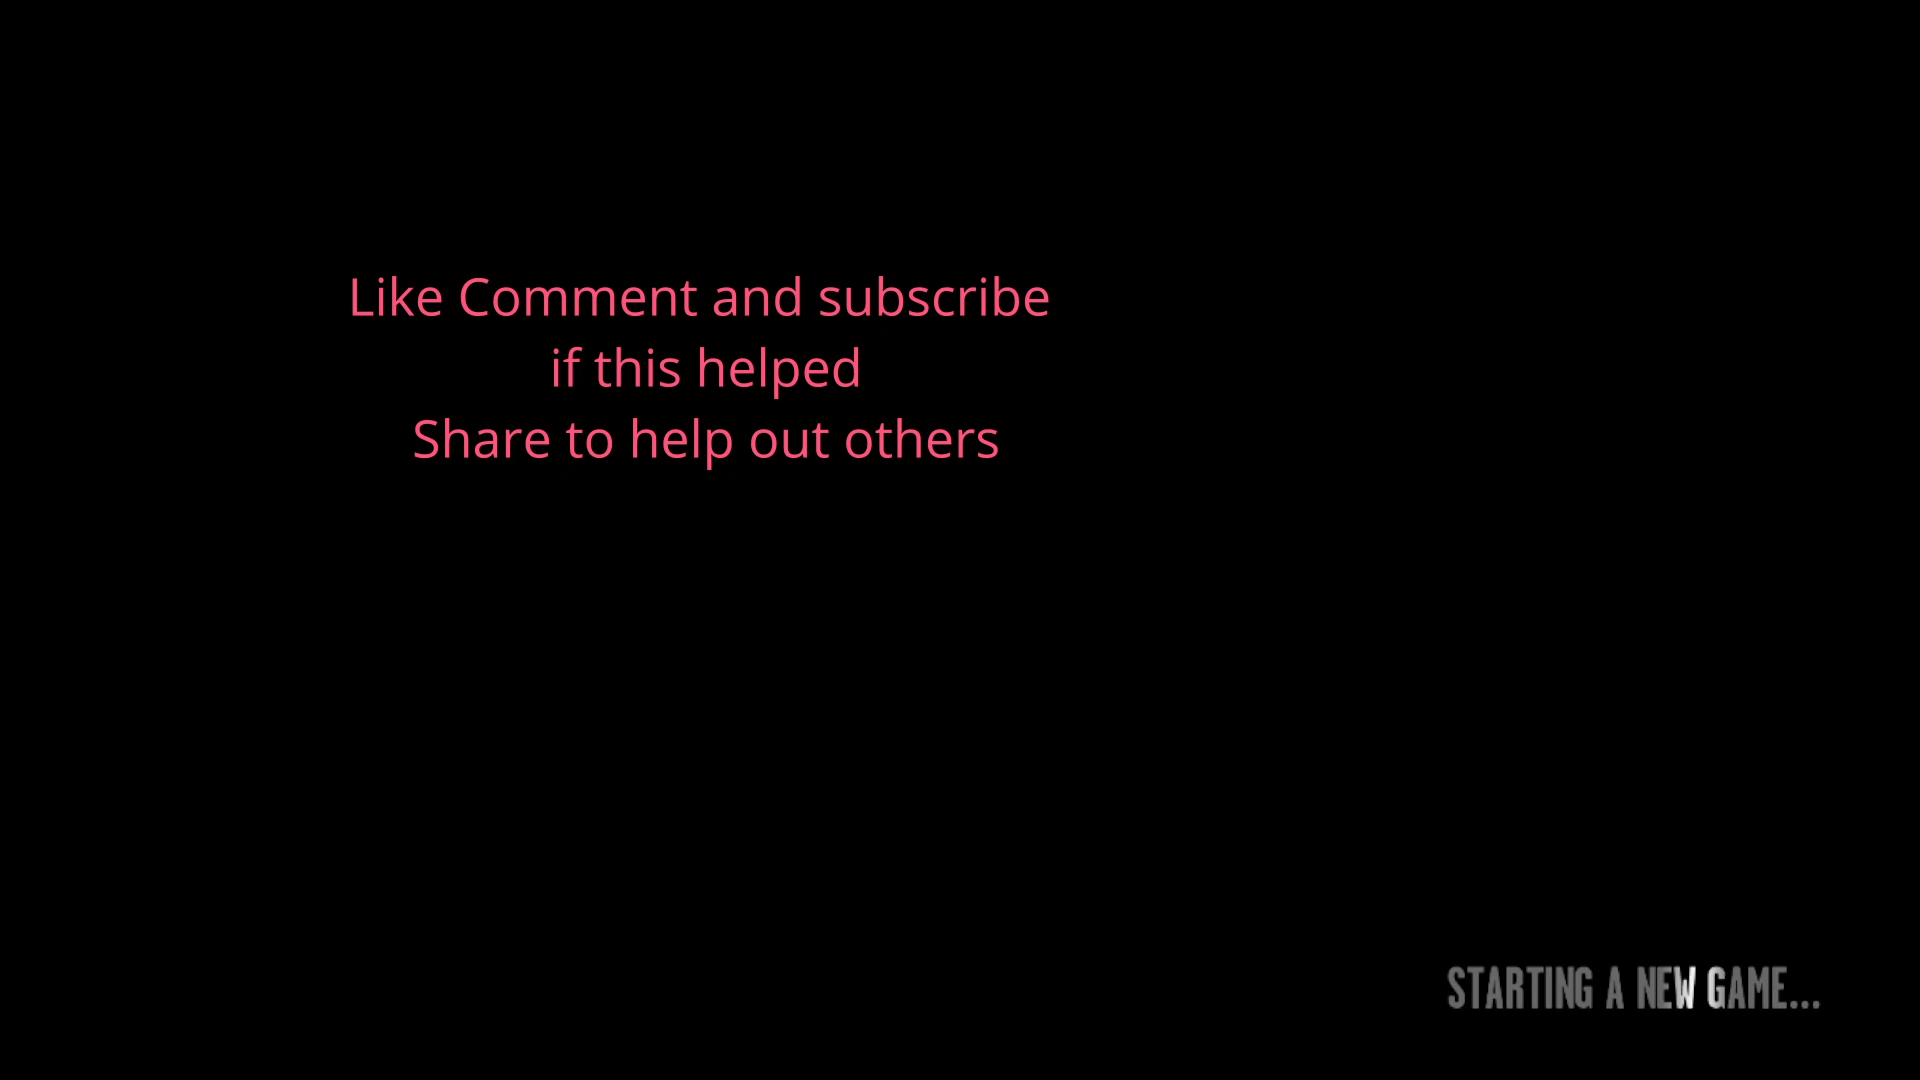 Like Comment and subscribe
if this helped
Share to help out others
STARTING A NEW GAME...